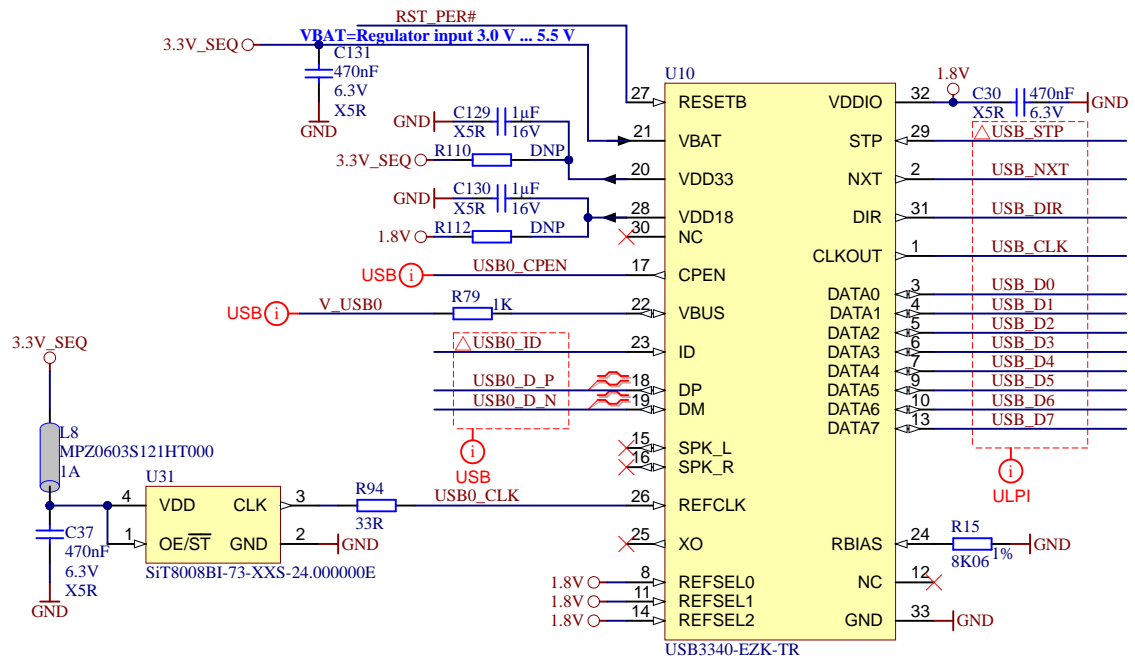 RST_PER#
VBAT=Regulator input 3.0 V ... 5.5 V
3.3V_SEQ
C131
470nF
6.3V
X5R
GND
GND
C129
X5R
1µF
16V
3.3V_SEQ
R110
DNP
GND
C130
X5R
1µF
16V
1.8V
R112
DNP
USB i
USB0_CPEN
USB i
V_USB0
R79
1K
USB0_ID
USB0_D_P
USB0_D_N
i
USB
3.3V_SEQ
L8
MPZ0603S121HT000
1A
C37
470nF
6.3V
X5R
GND
U31
4 VDD CLK 3
1 OE/ST GND 2
GND
SiT8008BI-73-XXS-24.000000E
R94
33R
USB0_CLK
1.8V
1.8V
1.8V
U10
27 RESETB
21 VBAT
20 VDD33
28 VDD18
30 NC
17 CPEN
22 VBUS
23 ID
18 DP
19 DM
15 SPK_L
16 SPK_R
26 REFCLK
25 XO
8 REFSEL0
11 REFSEL1
14 REFSEL2
VDDIO 32
STP 29
NXT 2
DIR 31
CLKOUT 1
DATA0 3
DATA1 4
DATA2 5
DATA3 6
DATA4 7
DATA5 9
DATA6 10
DATA7 13
RBIAS 24
NC 12
GND 33
USB3340-EZK-TR
1.8V
C30
X5R
470nF
6.3V
GND
USB_STP
USB_NXT
USB_DIR
USB_CLK
USB_D0
USB_D1
USB_D2
USB_D3
USB_D4
USB_D5
USB_D6
USB_D7
i
ULPI
R15
8K06
1%
GND
GND